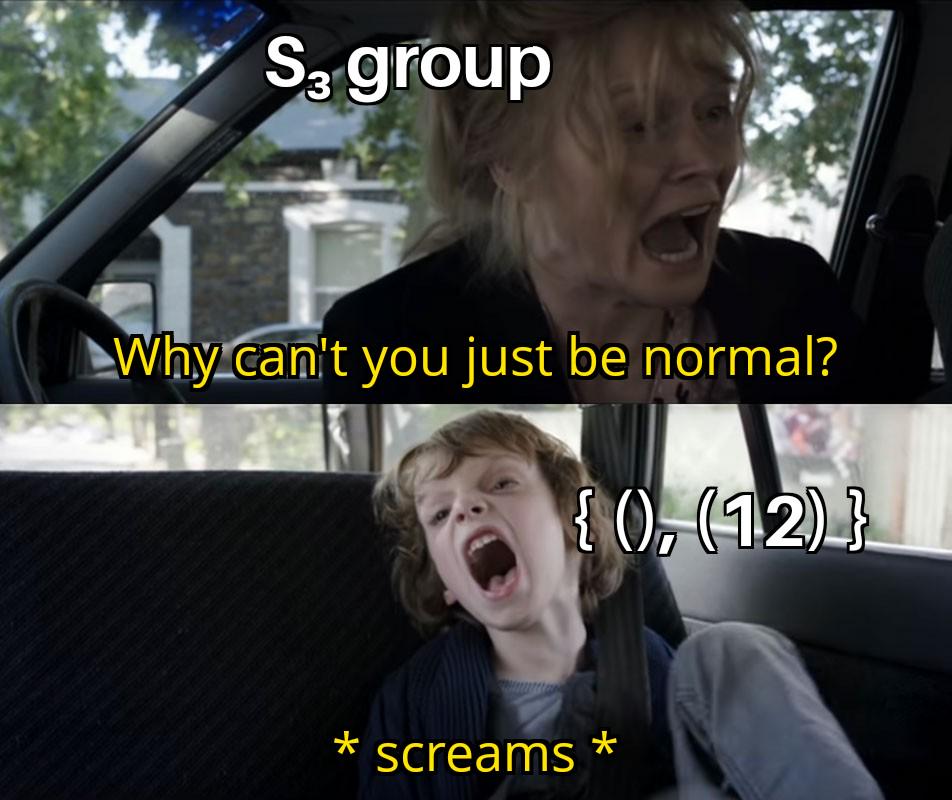 S₃ group
Why can't you just be normal?
{ (), (12) }
* screams *